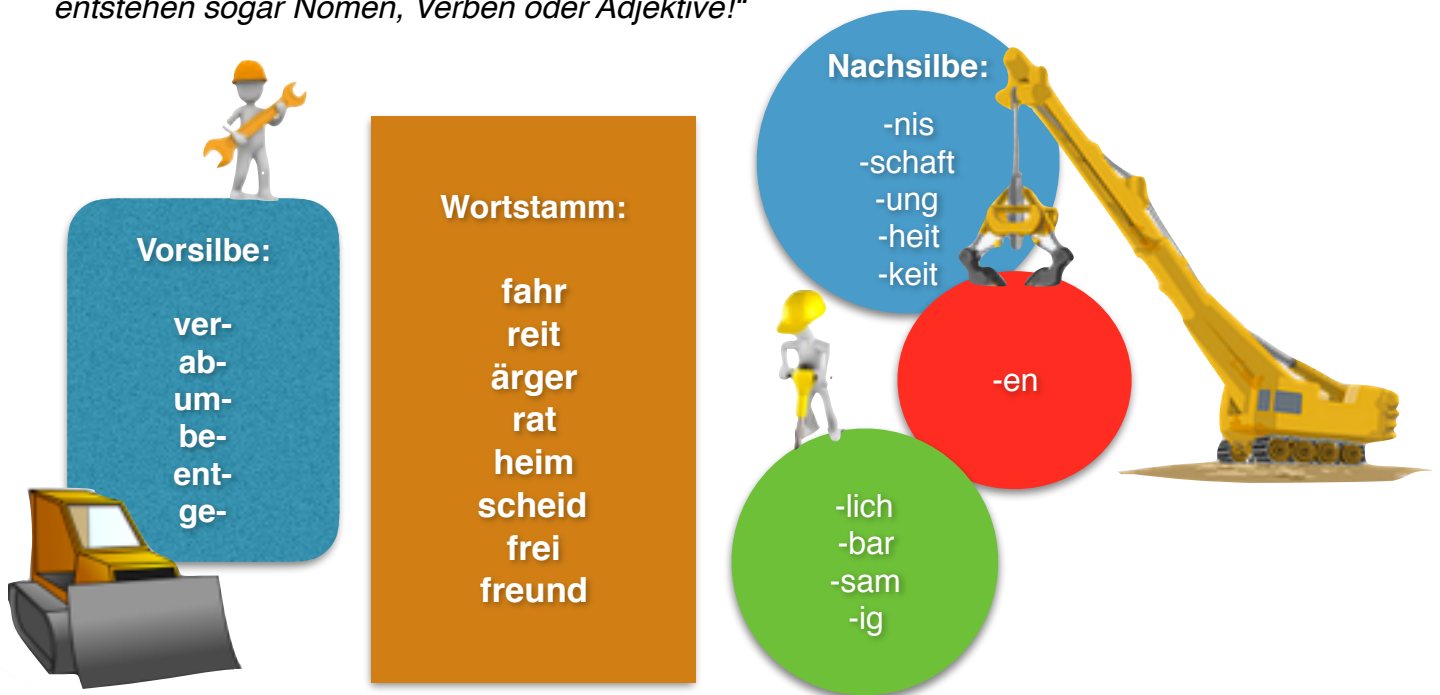 entstehen sogar Nomen, Verben oder Adjektive!“
Vorsilbe:
ver-
ab-
um-
be-
ent-
ge-
Wortstamm:
fahr
reit
ärger
rat
heim
scheid
frei
freund
Nachsilbe:
-nis
-schaft
-ung
-heit
-keit
-en
-lich
-bar
-sam
-ig